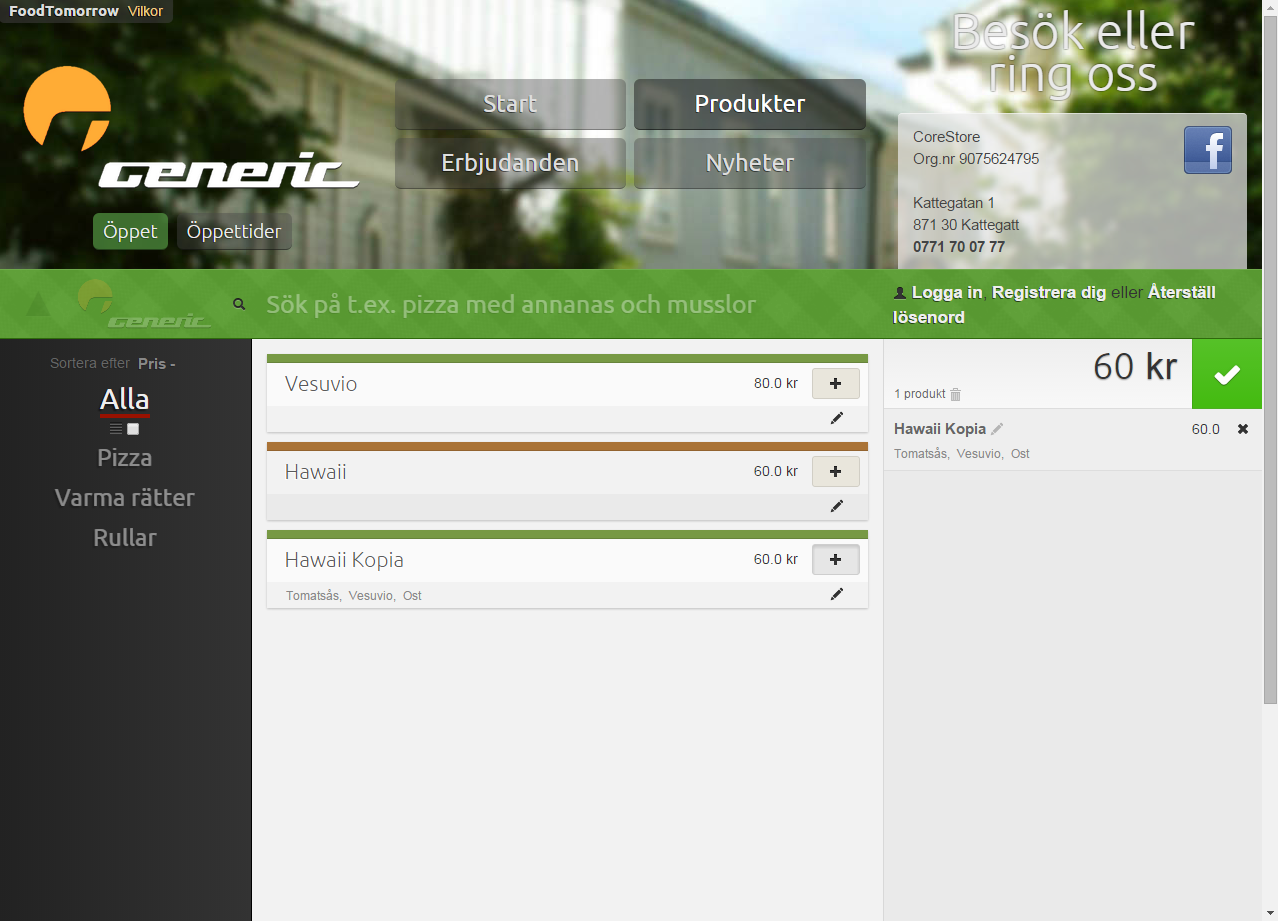 FoodTomorrow Vilkor
Besök eller
ring oss
Generic
Start
Produkter
Erbjudanden
Nyheter
Öppet
Öppettider
CoreStore
Org.nr 9075624795
Kattegatan 1
871 30 Kattegatt
0771 70 07 77
Generic
Sök på t.ex. pizza med annanas och musslor
Logga in, Registrera dig eller Återställ
lösenord
Sortera efter Pris -
Alla
Pizza
Varma rätter
Rullar
Vesuvio
80.0 kr
Hawaii
60.0 kr
Hawaii Kopia
60.0 kr
Tomatsås, Vesuvio, Ost
60 kr
1 produkt
Hawaii Kopia
60.0
Tomatsås, Vesuvio, Ost